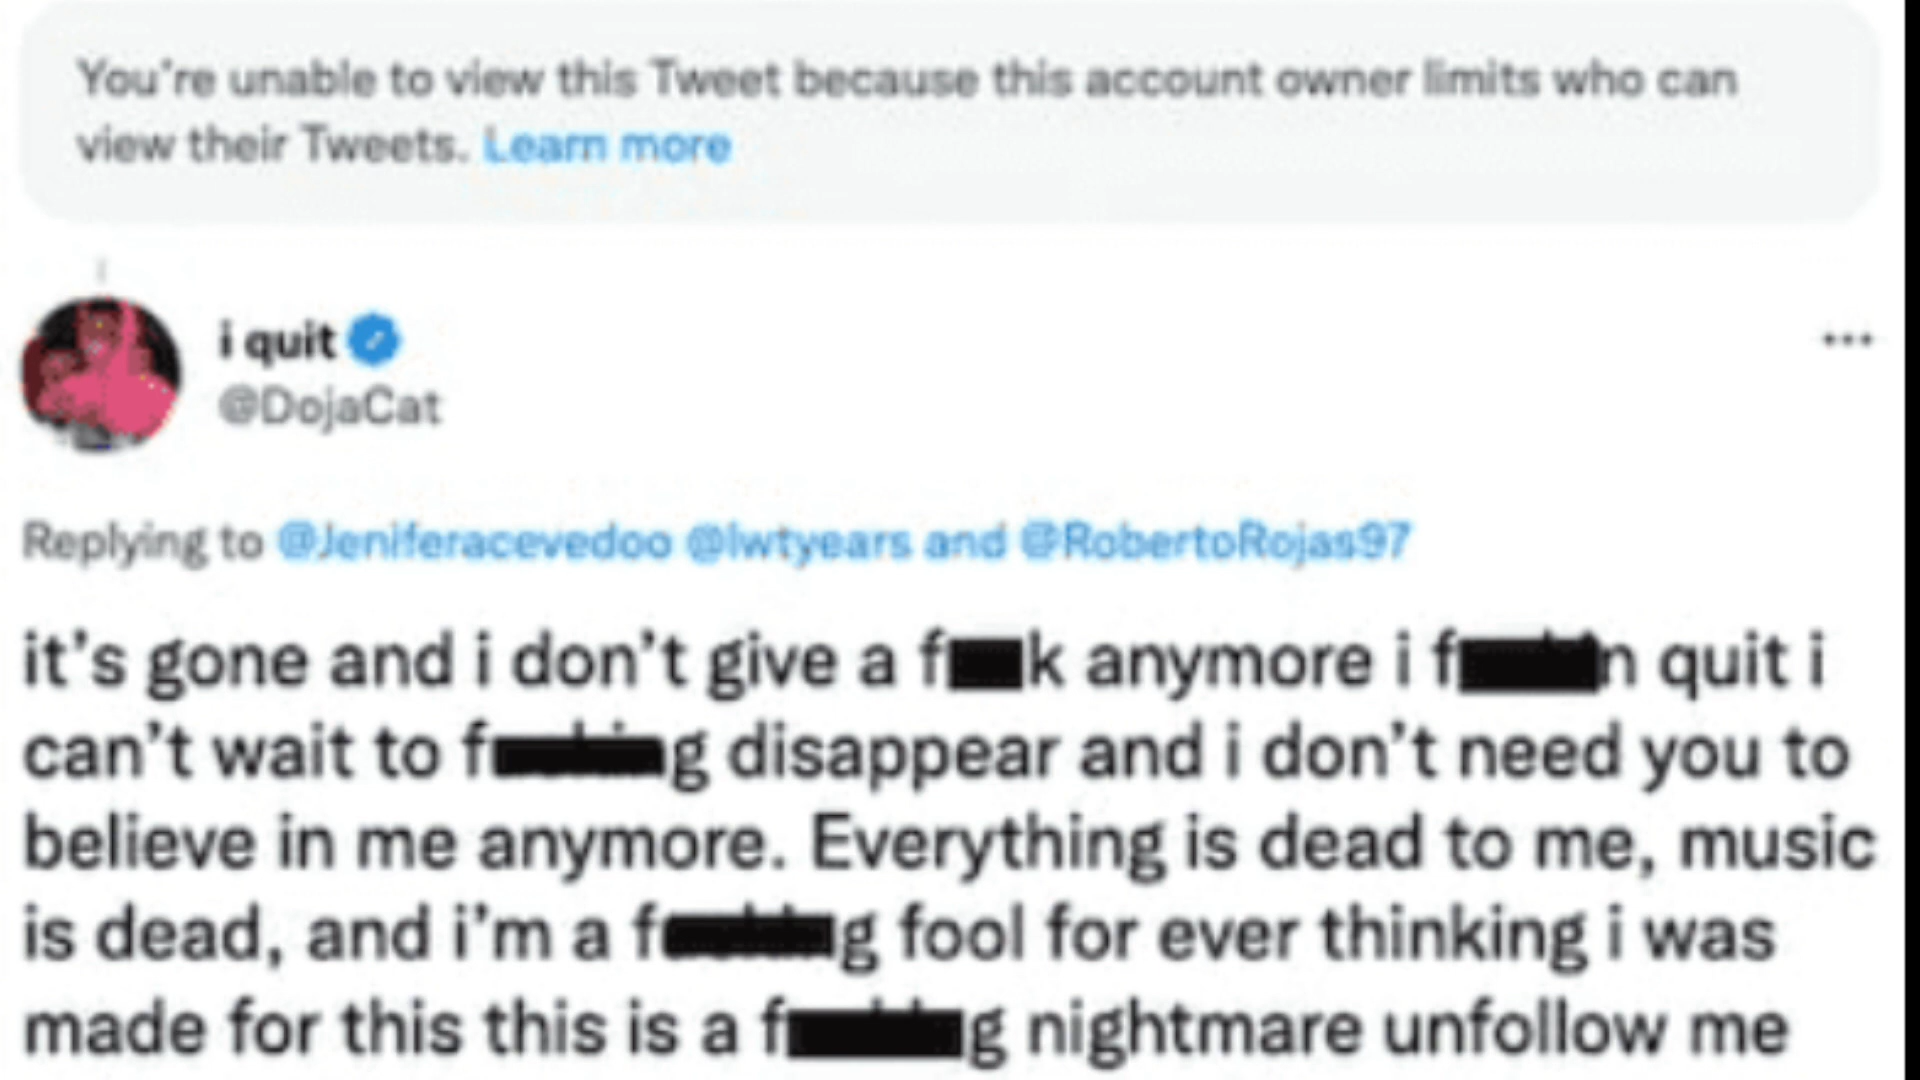 You're unable to view this Tweet because this account owner limits who can
view their Tweets. Learn more
i quit
@DojaCat
Replying to @Jeniferacevedoo @lwtyears and @RobertoRojas97
it's gone and i don't give a f k anymore i f n quit i
can't wait to f g disappear and i don't need you to
believe in me anymore. Everything is dead to me, music
is dead, and i'm a f g fool for ever thinking i was
made for this this is a f g nightmare unfollow me